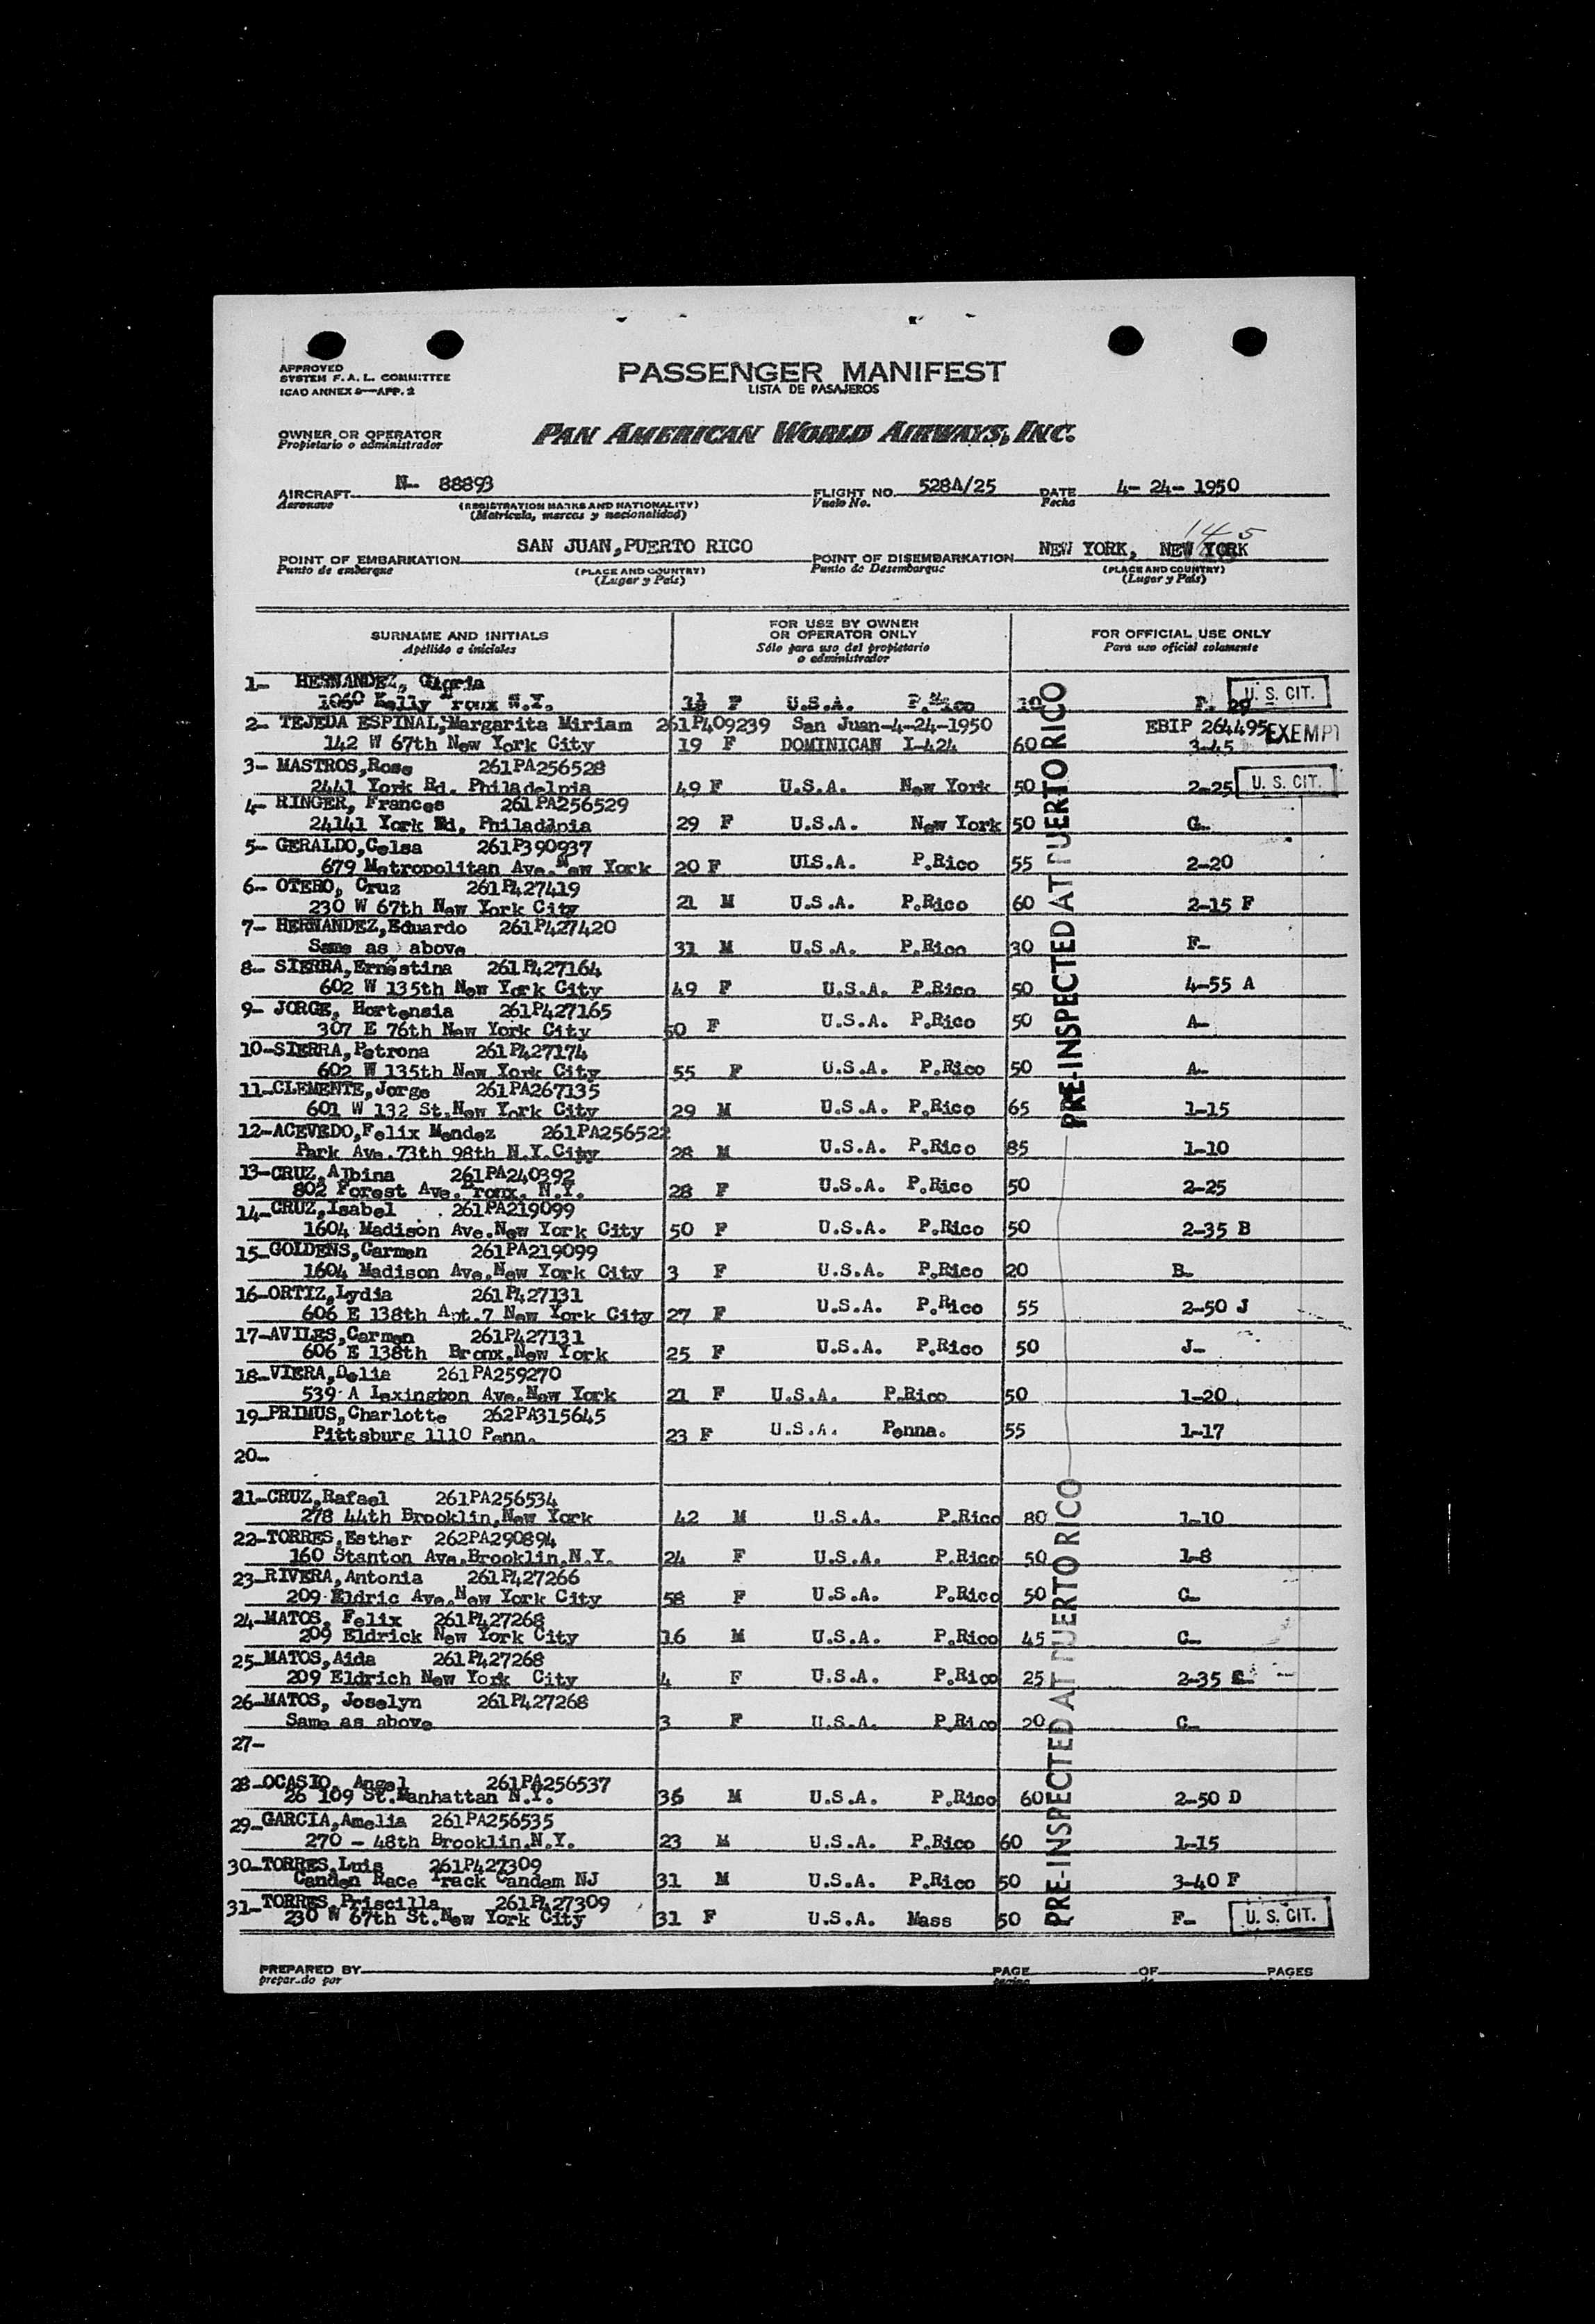 APPROVED
SYSTEM F. A. L. COMMITTEE
ICAO ANNEX 9—APP. 2
PASSENGER MANIFEST
LISTA DE PASAJEROS
OWNER OR OPERATOR
Propietario o administrador
PAN AMERICAN WORLD AIRWAYS, INC.
AIRCRAFT N-- 88893 FLIGHT NO. 528A/25 DATE 4- 24- 1950
Aeronave (REGISTRATION MARKS AND NATIONALITY) Vuelo No. Fecha
(Matricula, marcas y nacionalidad)
145
POINT OF EMBARKATION SAN JUAN,PUERTO RICO POINT OF DISEMBARKATION NEW YORK, NEW YORK
Punto de embarque (PLACE AND COUNTRY) Punto de Desembarque (PLACE AND COUNTRY)
(Lugar y País) (Lugar y País)
SURNAME AND INITIALS FOR USE BY OWNER OR OPERATOR ONLY FOR OFFICIAL USE ONLY
Apellido e iniciales Sólo para uso del propietario o administrador Para uso oficial solamente
1- HERNANDEZ, Gloria
1060 Kelly N.Y. F U.S.A. P.Rico U. S. CIT.
2- TEJEDA ESPINAL,Margarita Miriam 261P409239 San Juan-4-24-1950 EBIP 264495 EXEMPT
142 W 67th New York City 19 F DOMINICAN I-424 60 3-45
3- MASTROS,Rose 261PA256528
2441 York Rd. Philadelpia 49 F U.S.A. New York 50 2-25 U. S. CIT.
4- RINGER, Frances 261PA256529
24141 York Rd. Philadlpia 29 F U.S.A. New York 50 G-
5- GERALDO,Celsa 261P390937
679 Metropolitan Ave.New York 20 F UIS.A. P.Rico 55 2-20
6- OTERO, Cruz 261P427419
230 W 67th New York City 21 M U.S.A. P.Rico 60 2-15 F
7- HERNANDEZ,Eduardo 261P427420
Same as above 31 M U.S.A. P.Rico 30 F-
8- SIERRA,Ernestina 261P427164
602 W 135th New York City 49 F U.S.A. P.Rico 50 4-55 A
9- JORGE, Hortensia 261P427165
307 E 76th New York City 50 F U.S.A. P.Rico 50 A-
10-SIERRA,Petrona 261P427174
602 W 135th New York City 55 F U.S.A. P.Rico 50 A-
11-CLEMENTE,Jorge 261PA267135
601 W 132 St.New York City 29 M U.S.A. P.Rico 65 1-15
12-ACEVEDO,Felix Mendez 261PA256522
Park Ave.73th 98th N.Y.City 28 M U.S.A. P.Rico 85 1-10
13-CRUZ,Albina 261PA240392
802 Forest Ave.Bronx. N.Y. 28 F U.S.A. P.Rico 50 2-25
14-CRUZ,Isabel 261PA219099
1604 Madison Ave.New York City 50 F U.S.A. P.Rico 50 2-35 B
15-GOLDENS,Carmen 261PA219099
1604 Madison Ave.New York City 3 F U.S.A. P.Rico 20 B-
16-ORTIZ,Lydia 261P427131
606 E 138th Apt.7 New York City 27 F U.S.A. P.Rico 55 2-50 J
17-AVILES,Carmen 261P427131
606 E 138th Bronx.New York 25 F U.S.A. P.Rico 50 J-
18-VIERA,Delia 261PA259270
539 A Lexington Ave.New York 21 F U.S.A. P.Rico 50 1-20
19-PRIMUS,Charlotte 262PA315645
Pittsburg 1110 Penn. 23 F U.S.A. Penna. 55 1-17
20-
21-CRUZ,Rafael 261PA256534
278 44th Brooklin,New York 42 M U.S.A. P.Rico 80 1-10
22-TORRES,Esther 262PA290894
160 Stanton Ave.Brooklin,N.Y. 24 F U.S.A. P.Rico 50 1-8
23-RIVERA,Antonia 261P427266
209 Eldric Ave.New York City 58 F U.S.A. P.Rico 50 C-
24-MATOS, Felix 261P427268
209 Eldrick New York City 16 M U.S.A. P.Rico 45 C-
25-MATOS,Aida 261P427268
209 Eldrich New York City 4 F U.S.A. P.Rico 25 2-35
26-MATOS, Joselyn 261P427268
Same as above 3 F U.S.A. P.Rico 20 C-
27-
28-OCASIO, Angel 261PA256537
26 109 St.Manhattan N.Y. 36 M U.S.A. P.Rico 60 2-50 D
29-GARCIA,Amelia 261PA256535
270 - 48th Brooklin.N.Y. 23 M U.S.A. P.Rico 60 1-15
30-TORRES,Luis 261P427309
Canden Race Track Candem NJ 31 M U.S.A. P.Rico 50 3-40 F
31-TORRES,Priscilla 261P427309
230 W 67th St.New York City 31 F U.S.A. Mass 50 F- U. S. CIT.
PRE-INSPECTED AT PUERTO RICO
PRE-INSPECTED AT PUERTO RICO
PREPARED BY PAGE OF PAGES
preparado por